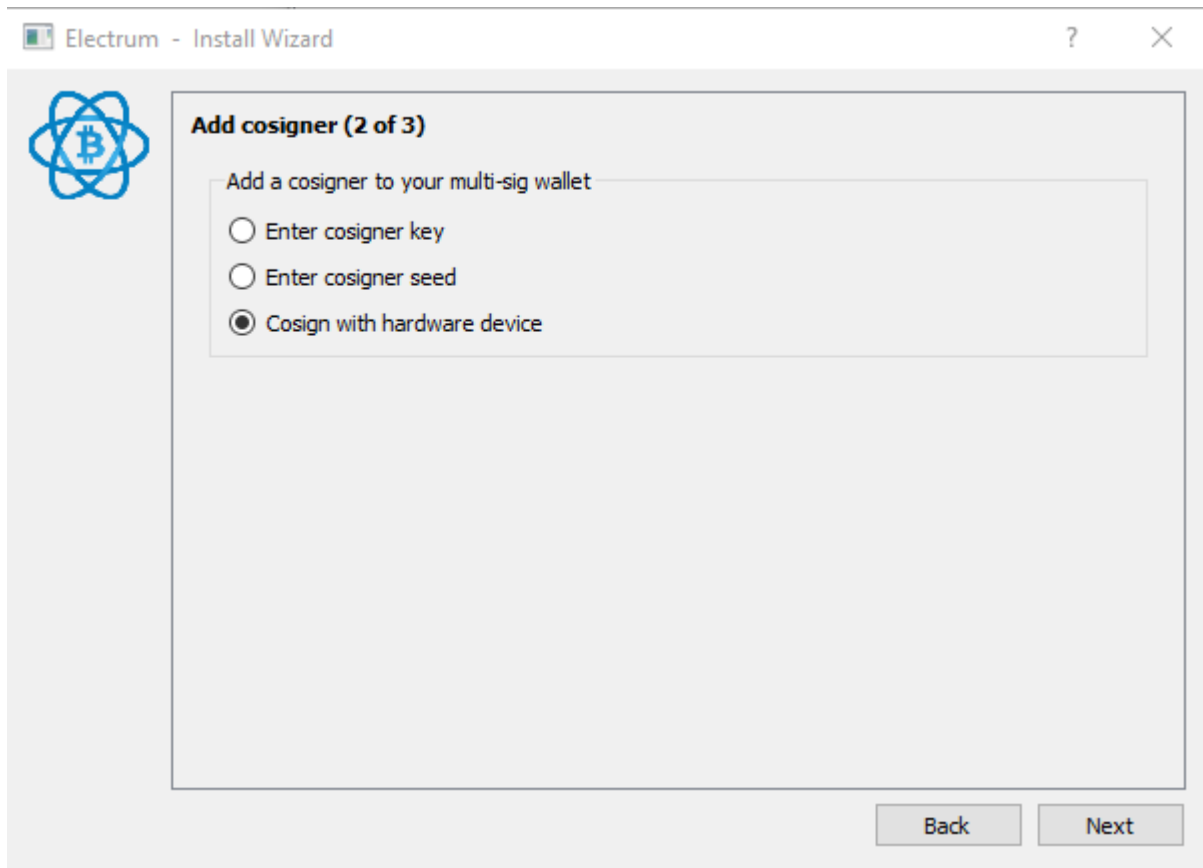 Electrum - Install Wizard
Add cosigner (2 of 3)
Add a cosigner to your multi-sig wallet
Enter cosigner key
Enter cosigner seed
Cosign with hardware device
Back Next